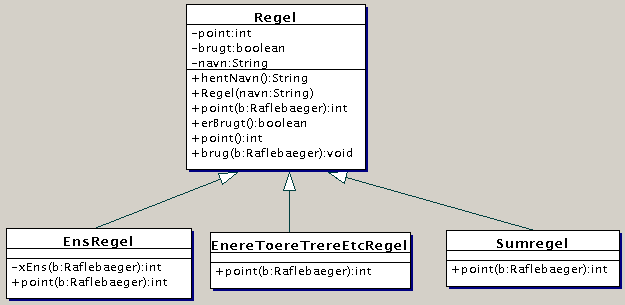 Regel
-point:int
-brugt:boolean
-navn:String
+hentNavn():String
+Regel(navn:String)
+point(b:Raflebaeger):int
+erBrugt():boolean
+point():int
+brug(b:Raflebaeger):void
EnsRegel
-xEns(b:Raflebaeger):int
+point(b:Raflebaeger):int
EnereToereTrereEtcRegel
+point(b:Raflebaeger):int
Sumregel
+point(b:Raflebaeger):int